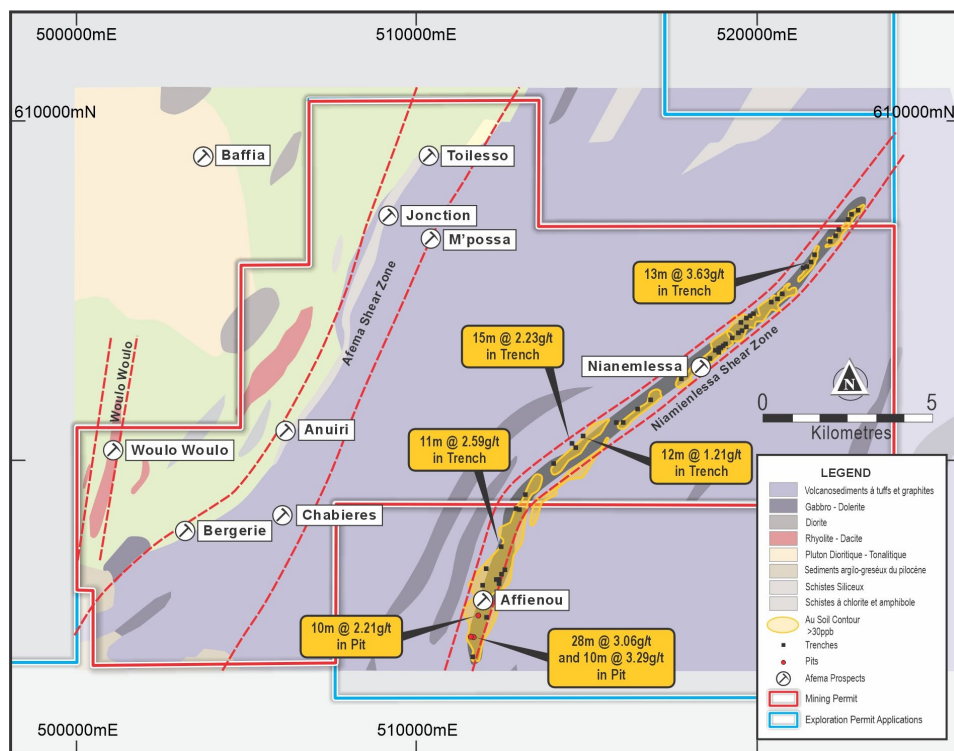 500000mE
510000mE
520000mE
610000mN
610000mN
Baffia
Toilesso
Jonction
M'possa
Afema Shear Zone
13m @ 3.63g/t
in Trench
15m @ 2.23g/t
in Trench
Nianemlessa
Niamienlessa Shear Zone
N
0
5
Kilometres
Woulo Woulo
Woulo Woulo
Anuiri
11m @ 2.59g/t
in Trench
12m @ 1.21g/t
in Trench
Chabieres
Bergerie
Affienou
10m @ 2.21g/t
in Pit
28m @ 3.06g/t
and 10m @ 3.29g/t
in Pit
LEGEND
Volcanosediments à tuffs et graphites
Gabbro - Dolerite
Diorite
Rhyolite - Dacite
Pluton Dioritique - Tonalitique
Sediments argilo-greséux du pilocène
Schistes Siliceux
Schistes à chlorite et amphibole
Au Soil Contour
>30ppb
Trenches
Pits
Afema Prospects
Mining Permit
Exploration Permit Applications
500000mE
510000mE